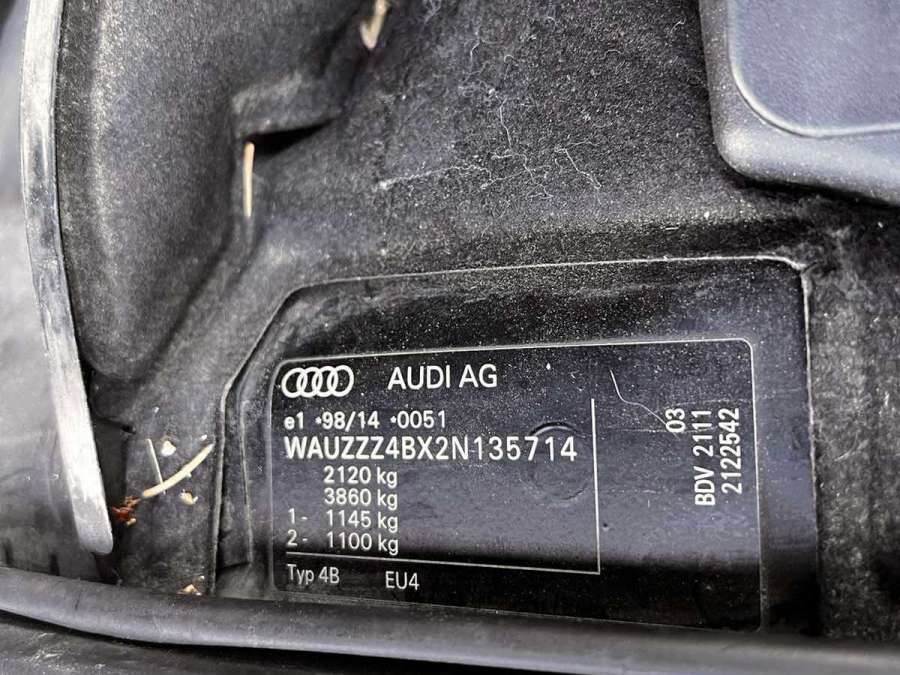 AUDI AG
e1 *98/14 *0051
WAUZZZ4BX2N135714
2120 kg
3860 kg
1- 1145 kg
2- 1100 kg
Typ 4B EU4
03
BDV 2111
2122542